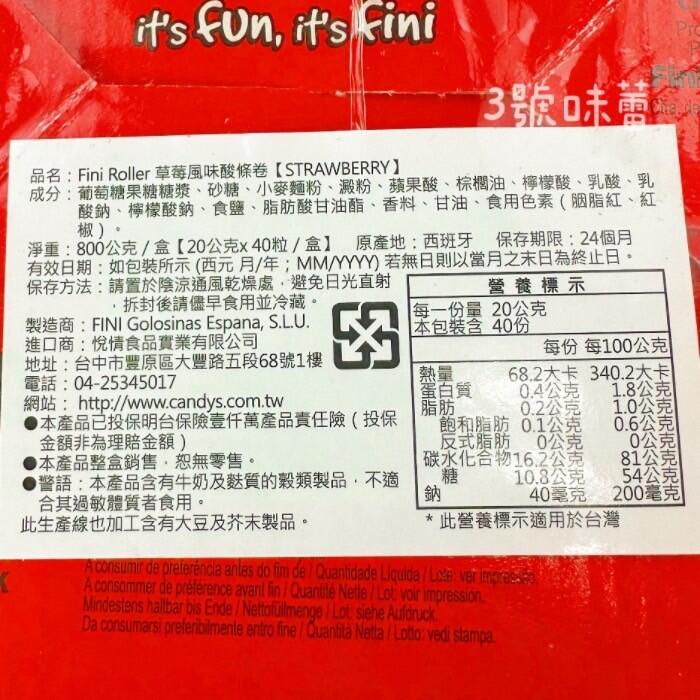 it's fun, it's Fini
3號味蕾
品名：Fini Roller 草莓風味酸條卷【STRAWBERRY】
成分：葡萄糖果糖糖漿、砂糖、小麥麵粉、澱粉、蘋果酸、棕櫚油、檸檬酸、乳酸、乳
酸鈉、檸檬酸鈉、食鹽、脂肪酸甘油酯、香料、甘油、食用色素（胭脂紅、紅
椒）。
淨重：800公克／盒【20公克x 40粒／盒】 原產地：西班牙 保存期限：24個月
有效日期：如包裝所示 (西元 月/年；MM/YYYY) 若無日則以當月之末日為終止日。
保存方法：請置於陰涼通風乾燥處，避免日光直射
，拆封後請儘早食用並冷藏。
製造商：FINI Golosinas Espana, S.L.U.
進口商：悅情食品實業有限公司
地址：台中市豐原區大豐路五段68號1樓
電話：04-25345017
網站：http://www.candys.com.tw
●本產品已投保明台保險壹仟萬產品責任險（投保
金額非為理賠金額）
●本產品整盒銷售，恕無零售。
●警語：本產品含有牛奶及麩質的穀類製品，不適
合其過敏體質者食用。
此生產線也加工含有大豆及芥末製品。
營養標示
每一份量 20公克
本包裝含 40份
每份 每100公克
熱量 68.2大卡 340.2大卡
蛋白質 0.4公克 1.8公克
脂肪 0.2公克 1.0公克
飽和脂肪 0.1公克 0.6公克
反式脂肪 0公克 0公克
碳水化合物 16.2公克 81公克
糖 10.8公克 54公克
鈉 40毫克 200毫克
* 此營養標示適用於台灣
A consumir de preferência antes do fim de / Quantidade Liquida / Lote: ver impressão.
A consommer de préférence avant fin / Quantité Nette / Lot: voir impression.
Mindestens haltbar bis Ende / Nettofüllmenge / Lot: siehe Aufdruck.
Da consumarsi preferibilmente entro fine / Quantità Netta / Lotto: vedi stampa.